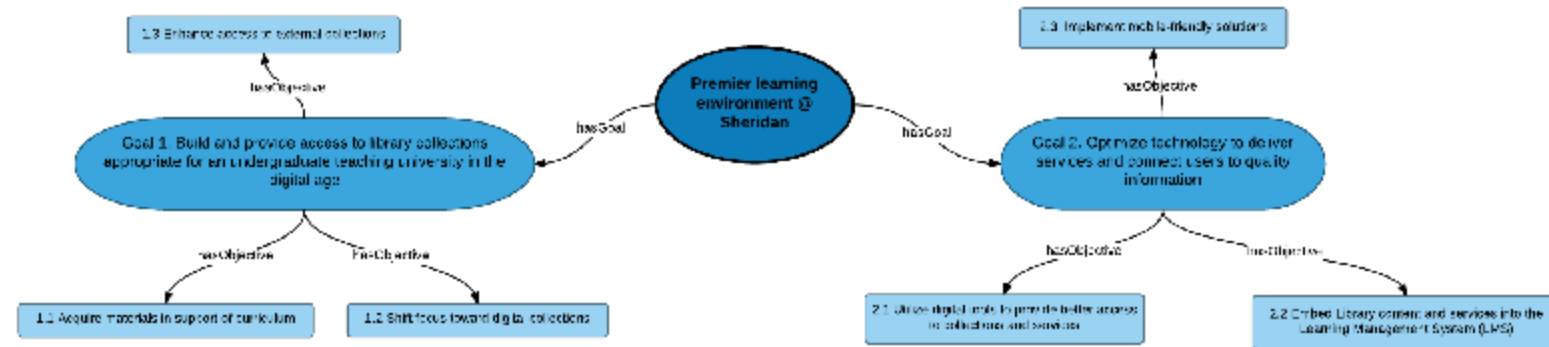 1.3 Enhance access to external collections
2.3 Implement mobile-friendly solutions
Premier learning
environment @
Sheridan
hasObjective
hasObjective
hasGoal
hasGoal
Goal 1. Build and provide access to library collections
appropriate for an undergraduate teaching university in the
digital age
Goal 2. Optimize technology to deliver
services and connect users to quality
information
hasObjective
hasObjective
hasObjective
hasObjective
1.1 Acquire materials in support of curriculum
1.2 Shift focus toward digital collections
2.1 Utilize digital tools to provide better access
to collections and services
2.2 Embed Library content and services into the
Learning Management System (LMS)